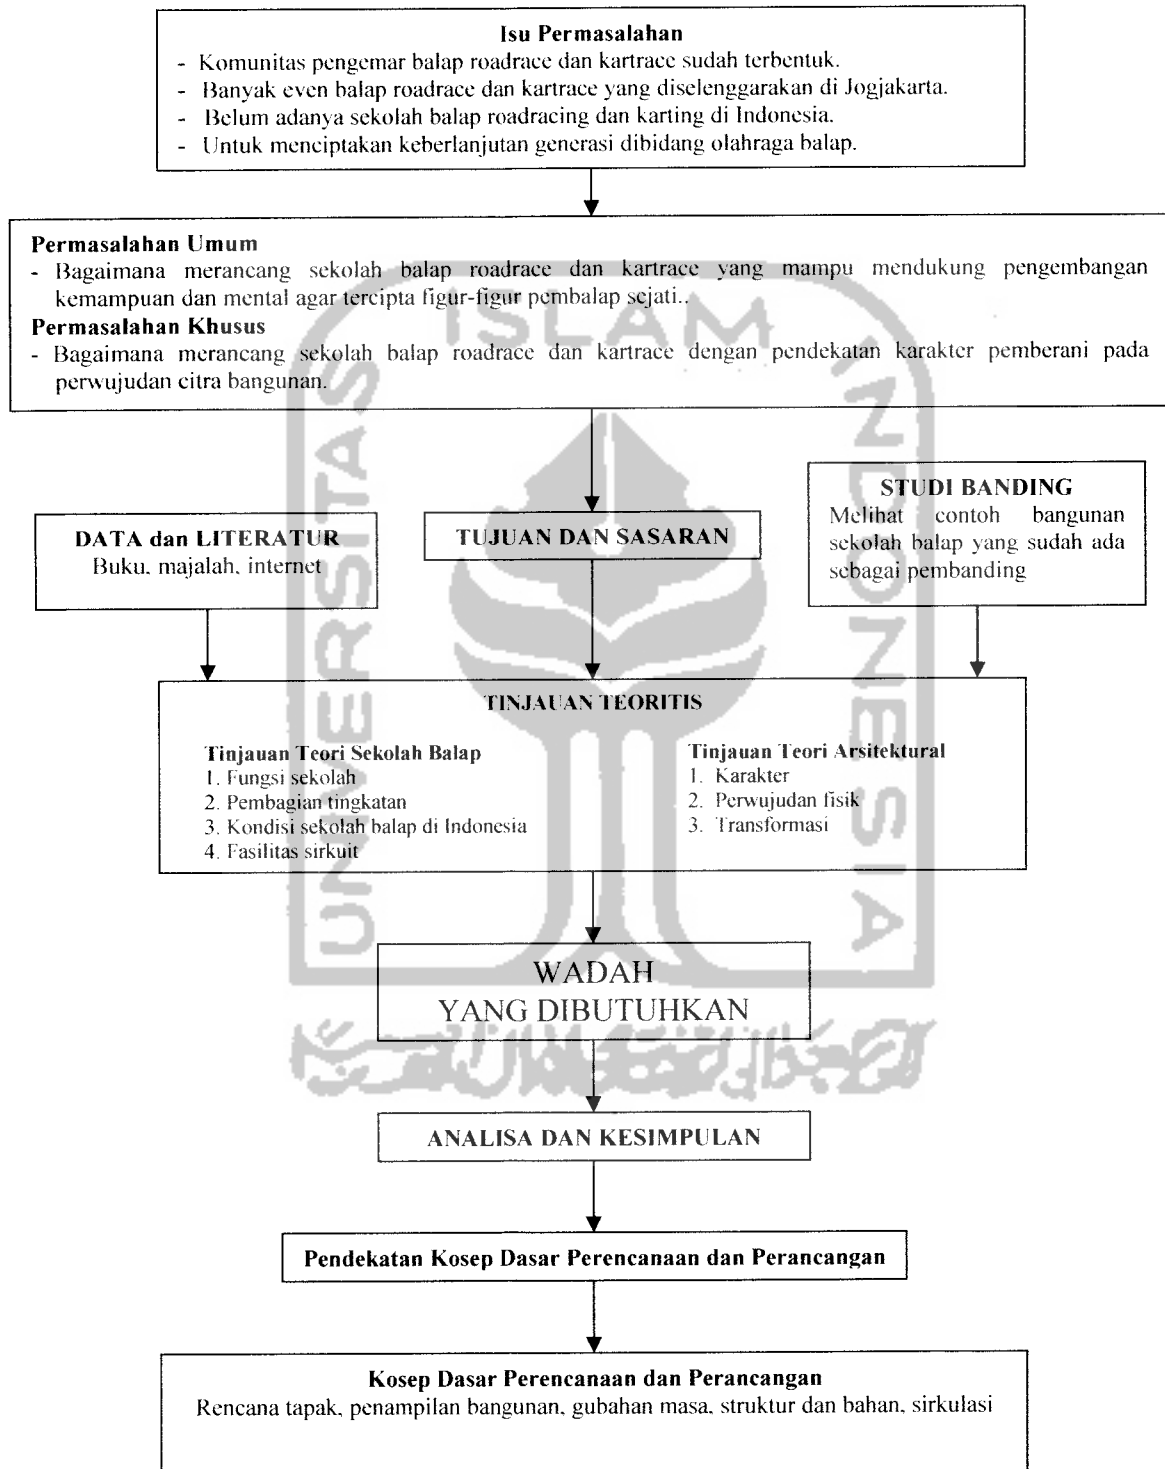 Isu Permasalahan
- Komunitas pengemar balap roadrace dan kartrace sudah terbentuk.
- Banyak even balap roadrace dan kartrace yang diselenggarakan di Jogjakarta.
- Belum adanya sekolah balap roadracing dan karting di Indonesia.
- Untuk menciptakan keberlanjutan generasi dibidang olahraga balap.
Permasalahan Umum
- Bagaimana merancang sekolah balap roadrace dan kartrace yang mampu mendukung pengembangan
kemampuan dan mental agar tercipta figur-figur pembalap sejati..
Permasalahan Khusus
- Bagaimana merancang sekolah balap roadrace dan kartrace dengan pendekatan karakter pemberani pada
perwujudan citra bangunan.
DATA dan LITERATUR
Buku, majalah, internet
TUJUAN DAN SASARAN
STUDI BANDING
Melihat contoh bangunan
sekolah balap yang sudah ada
sebagai pembanding
TINJAUAN TEORITIS
Tinjauan Teori Sekolah Balap
1. Fungsi sekolah
2. Pembagian tingkatan
3. Kondisi sekolah balap di Indonesia
4. Fasilitas sirkuit
Tinjauan Teori Arsitektural
1. Karakter
2. Perwujudan fisik
3. Transformasi
WADAH
YANG DIBUTUHKAN
ANALISA DAN KESIMPULAN
Pendekatan Kosep Dasar Perencanaan dan Perancangan
Kosep Dasar Perencanaan dan Perancangan
Rencana tapak, penampilan bangunan, gubahan masa, struktur dan bahan, sirkulasi
UNIVERSITAS
ISLAM
INDONESIA